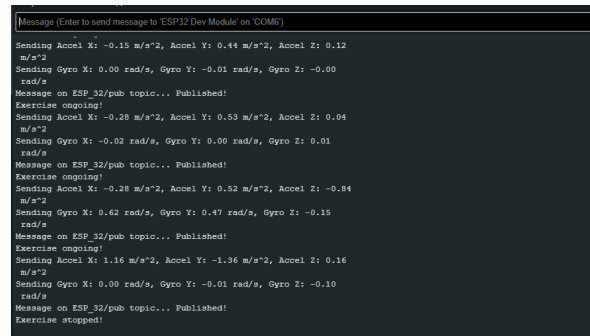 Message (Enter to send message to 'ESP32 Dev Module' on 'COM6')
Sending Accel X: -0.15 m/s^2, Accel Y: 0.44 m/s^2, Accel Z: 0.12
m/s^2
Sending Gyro X: 0.00 rad/s, Gyro Y: -0.01 rad/s, Gyro Z: -0.00
rad/s
Message on ESP_32/pub topic... Published!
Exercise ongoing!
Sending Accel X: -0.28 m/s^2, Accel Y: 0.53 m/s^2, Accel Z: 0.04
m/s^2
Sending Gyro X: -0.02 rad/s, Gyro Y: 0.00 rad/s, Gyro Z: 0.01
rad/s
Message on ESP_32/pub topic... Published!
Exercise ongoing!
Sending Accel X: -0.28 m/s^2, Accel Y: 0.52 m/s^2, Accel Z: -0.84
m/s^2
Sending Gyro X: 0.62 rad/s, Gyro Y: 0.47 rad/s, Gyro Z: -0.15
rad/s
Message on ESP_32/pub topic... Published!
Exercise ongoing!
Sending Accel X: 1.16 m/s^2, Accel Y: -1.36 m/s^2, Accel Z: 0.16
m/s^2
Sending Gyro X: 0.00 rad/s, Gyro Y: -0.01 rad/s, Gyro Z: -0.10
rad/s
Message on ESP_32/pub topic... Published!
Exercise stopped!